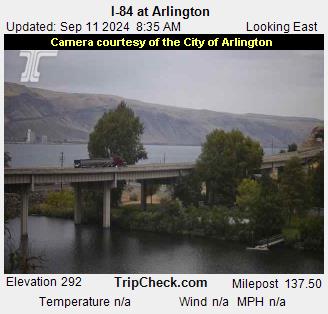 I-84 at Arlington
Updated: Sep 11 2024 8:35 AM Looking East
Camera courtesy of the City of Arlington
Elevation 292 TripCheck.com Milepost 137.50
Temperature n/a Wind n/a MPH n/a